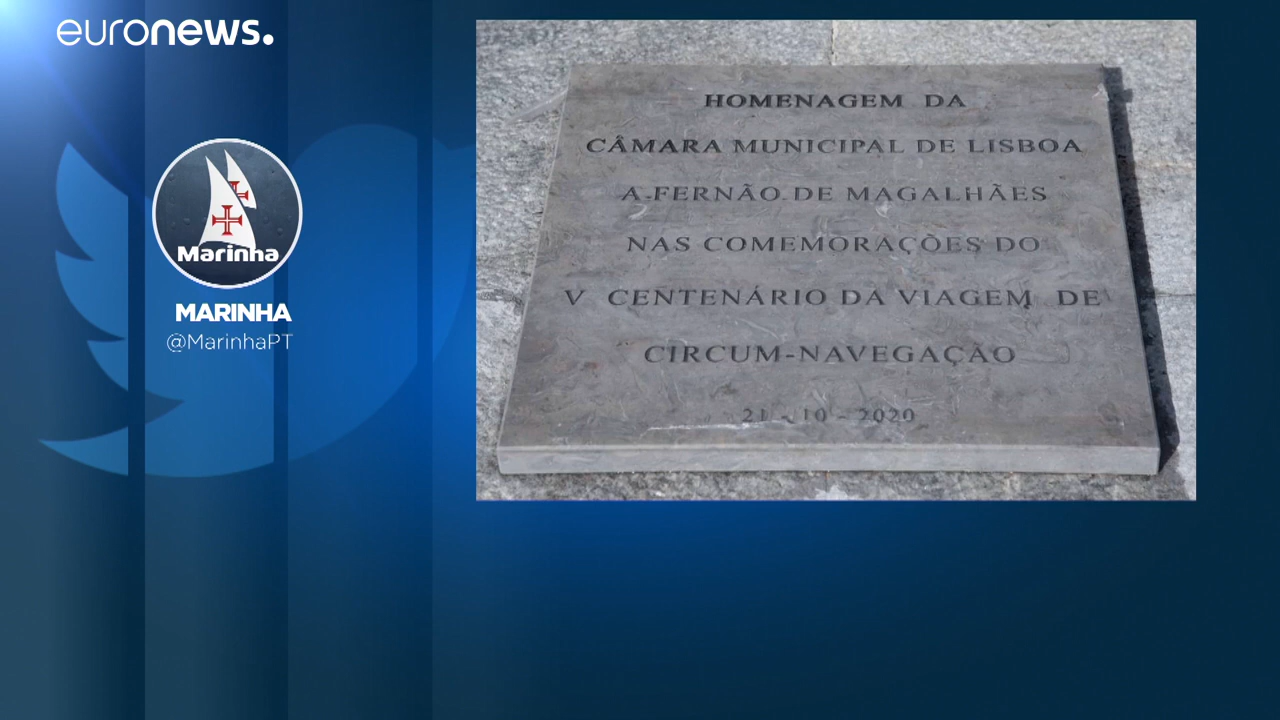 euronews.
Marinha
MARINHA
@MarinhaPT
HOMENAGEM DA
CÂMARA MUNICIPAL DE LISBOA
A FERNÃO DE MAGALHÃES
NAS COMEMORAÇÕES DO
V CENTENÁRIO DA VIAGEM DE
CIRCUM-NAVEGAÇÃO
21 - 10 - 2020